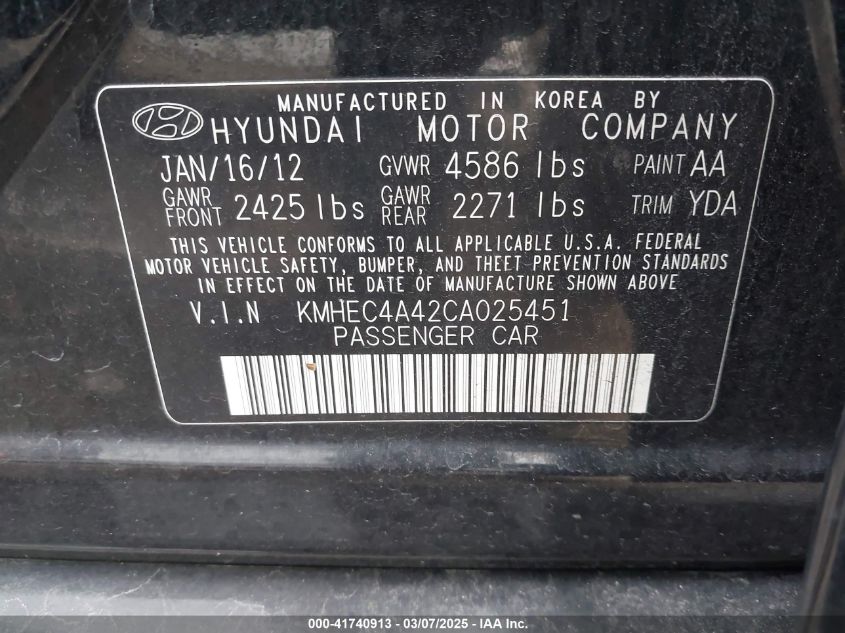 MANUFACTURED IN KOREA BY
HYUNDAI MOTOR COMPANY
JAN/16/12 GVWR 4586 lbs PAINT AA
GAWR FRONT 2425 lbs GAWR REAR 2271 lbs TRIM YDA
THIS VEHICLE CONFORMS TO ALL APPLICABLE U.S.A. FEDERAL
MOTOR VEHICLE SAFETY, BUMPER, AND THEFT PREVENTION STANDARDS
IN EFFECT ON THE DATE OF MANUFACTURE SHOWN ABOVE
V.I.N KMHEC4A42CA025451
PASSENGER CAR
000-41740913 - 03/07/2025 - IAA Inc.